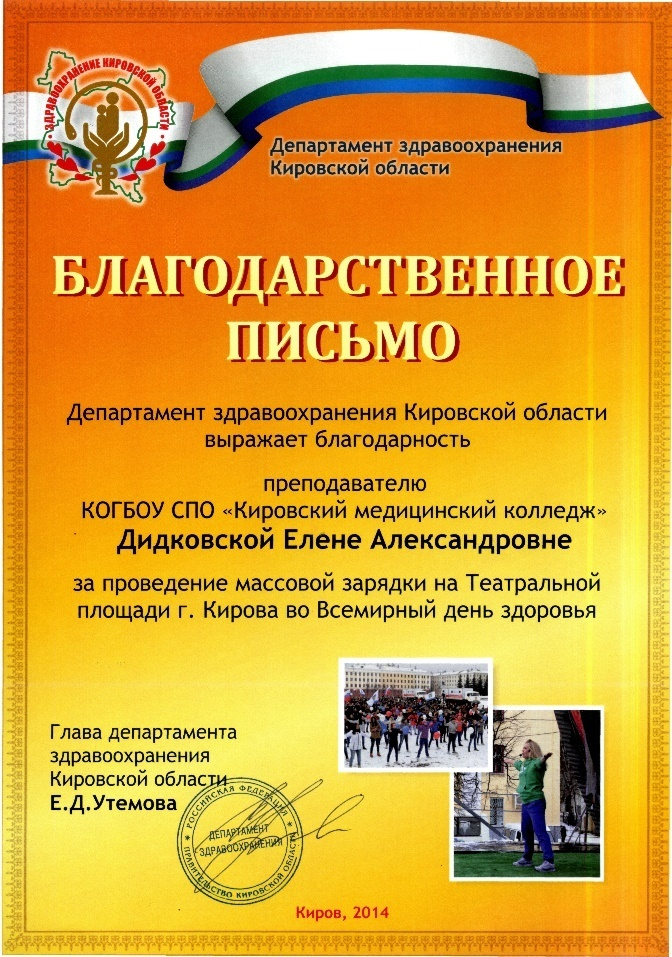 ЗДРАВООХРАНЕНИЕ КИРОВСКОЙ ОБЛАСТИ
Департамент здравоохранения
Кировской области
БЛАГОДАРСТВЕННОЕ
ПИСЬМО
Департамент здравоохранения Кировской области
выражает благодарность
преподавателю
КОГБОУ СПО «Кировский медицинский колледж»
Дидковской Елене Александровне
за проведение массовой зарядки на Театральной
площади г. Кирова во Всемирный день здоровья
Глава департамента
здравоохранения
Кировской области
Е.Д.Утемова
РОССИЙСКАЯ ФЕДЕРАЦИЯ
ДЕПАРТАМЕНТ
ЗДРАВООХРАНЕНИЯ
ПРАВИТЕЛЬСТВО КИРОВСКОЙ ОБЛАСТИ
Киров, 2014